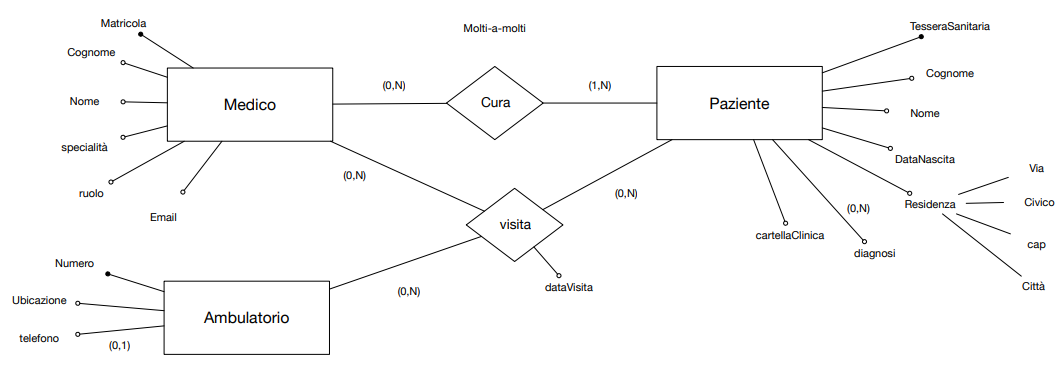 Matricola
Molti-a-molti
TesseraSanitaria
Cognome
Cognome
(0,N)
(1,N)
Nome
Medico
Cura
Paziente
Nome
specialità
DataNascita
(0,N)
Via
ruolo
(0,N)
Residenza
Civico
Email
(0,N)
visita
cartellaClinica
cap
diagnosi
Numero
dataVisita
Città
(0,N)
Ubicazione
Ambulatorio
telefono
(0,1)